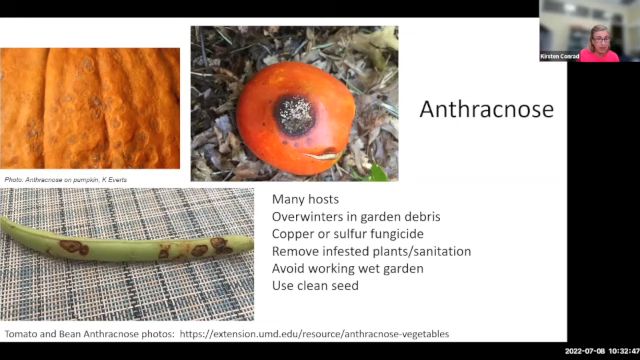 Kirsten Conrad
Anthracnose
Photo: Anthracnose on pumpkin, K Everts
Many hosts
Overwinters in garden debris
Copper or sulfur fungicide
Remove infested plants/sanitation
Avoid working wet garden
Use clean seed
Tomato and Bean Anthracnose photos: https://extension.umd.edu/resource/anthracnose-vegetables
2022-07-08 10:32:47